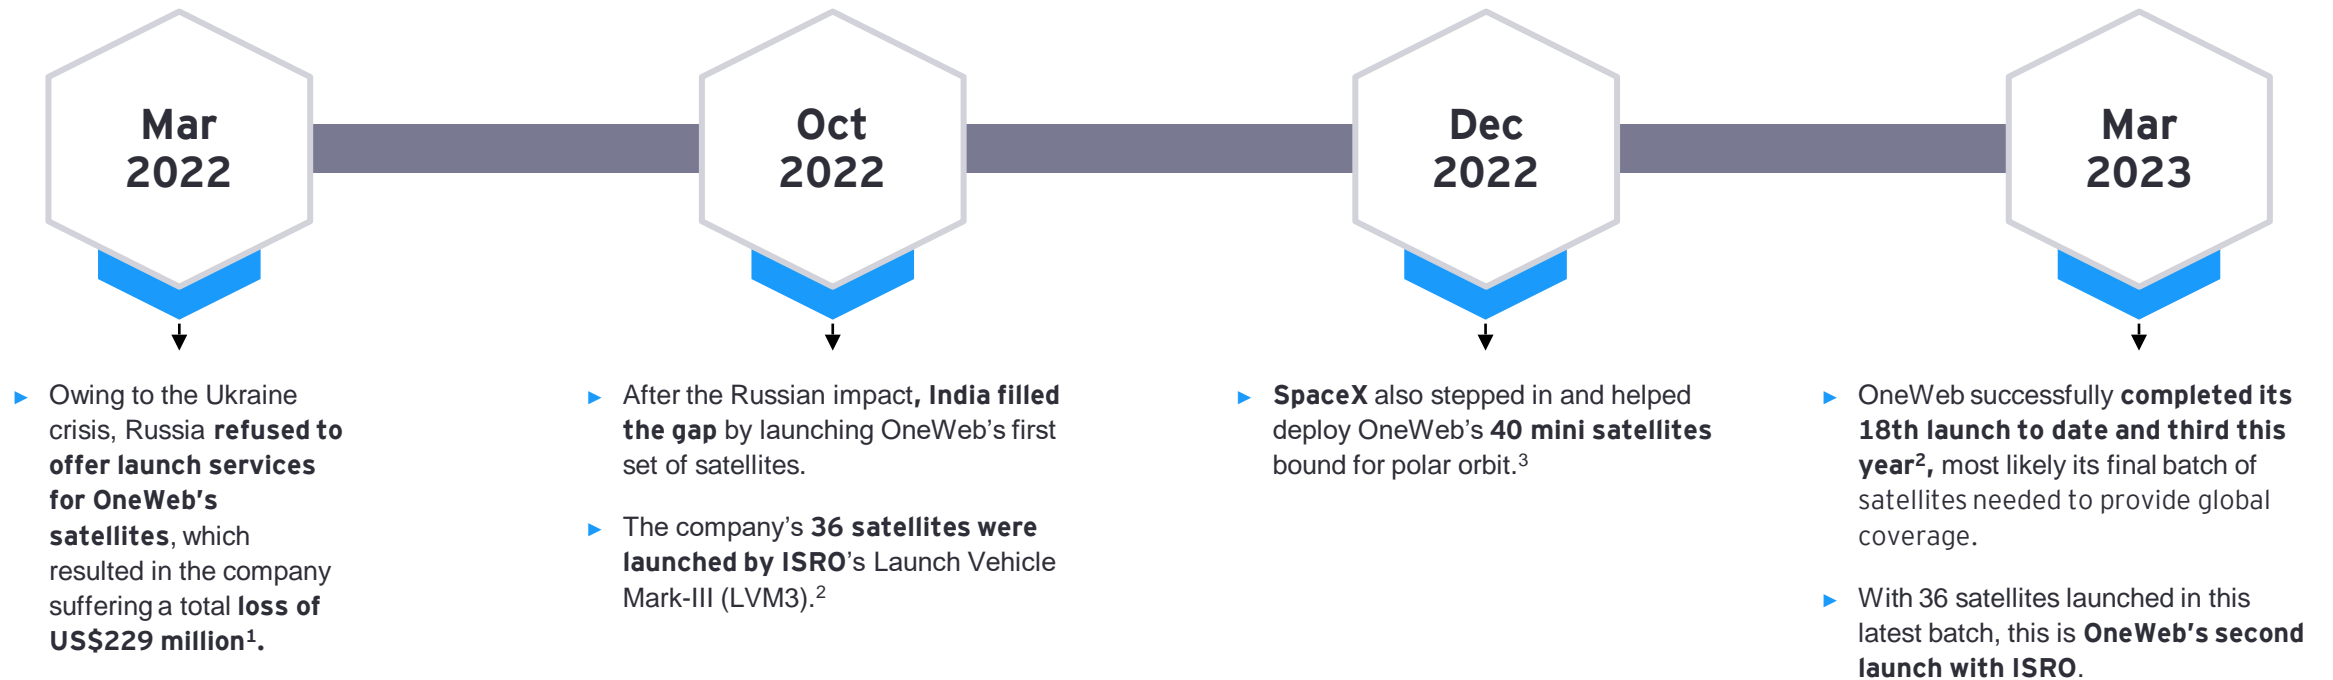 Mar
2022
Oct
2022
Dec
2022
Mar
2023
► Owing to the Ukraine
crisis, Russia refused to
offer launch services
for OneWeb's
satellites, which
resulted in the company
suffering a total loss of
US$229 million¹.
► After the Russian impact, India filled
the gap by launching OneWeb's first
set of satellites.
► The company's 36 satellites were
launched by ISRO's Launch Vehicle
Mark-III (LVM3).²
► SpaceX also stepped in and helped
deploy OneWeb's 40 mini satellites
bound for polar orbit.³
► OneWeb successfully completed its
18th launch to date and third this
year², most likely its final batch of
satellites needed to provide global
coverage.
► With 36 satellites launched in this
latest batch, this is OneWeb's second
launch with ISRO.